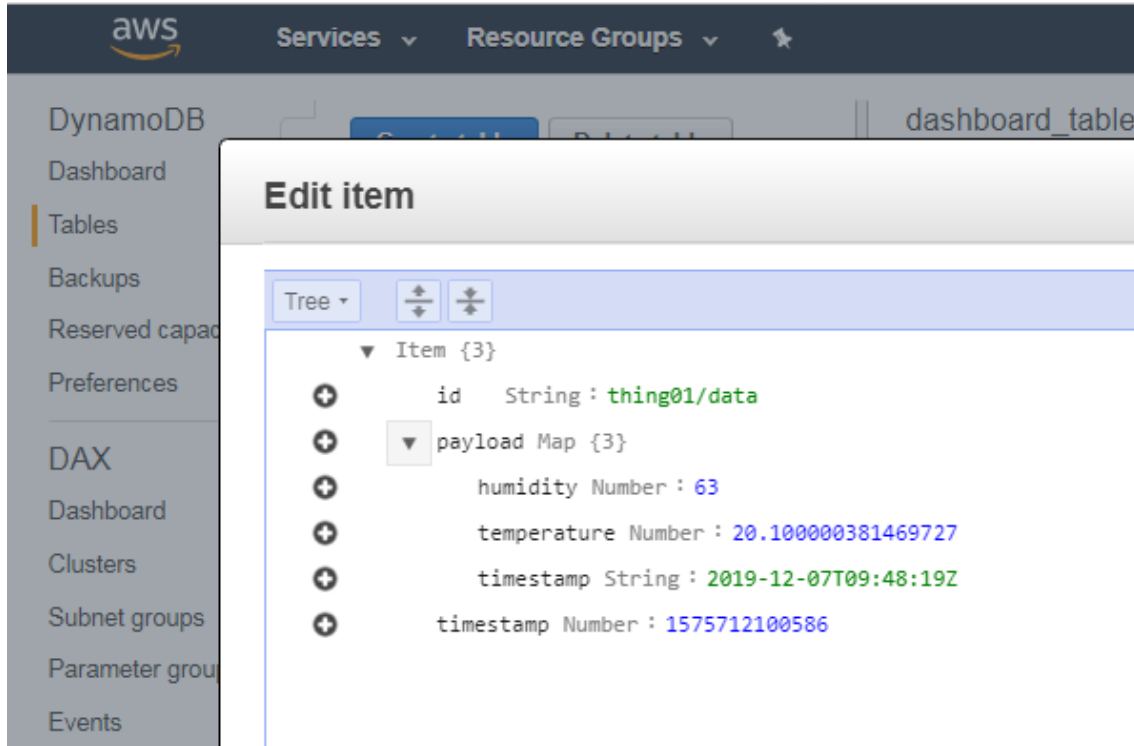 aws Services Resource Groups
DynamoDB
Dashboard
Tables
Backups
Reserved capac
Preferences
DAX
Dashboard
Clusters
Subnet groups
Parameter grou
Events
dashboard_table
Edit item
Tree
Item {3}
id String : thing01/data
payload Map {3}
humidity Number : 63
temperature Number : 20.100000381469727
timestamp String : 2019-12-07T09:48:19Z
timestamp Number : 1575712100586